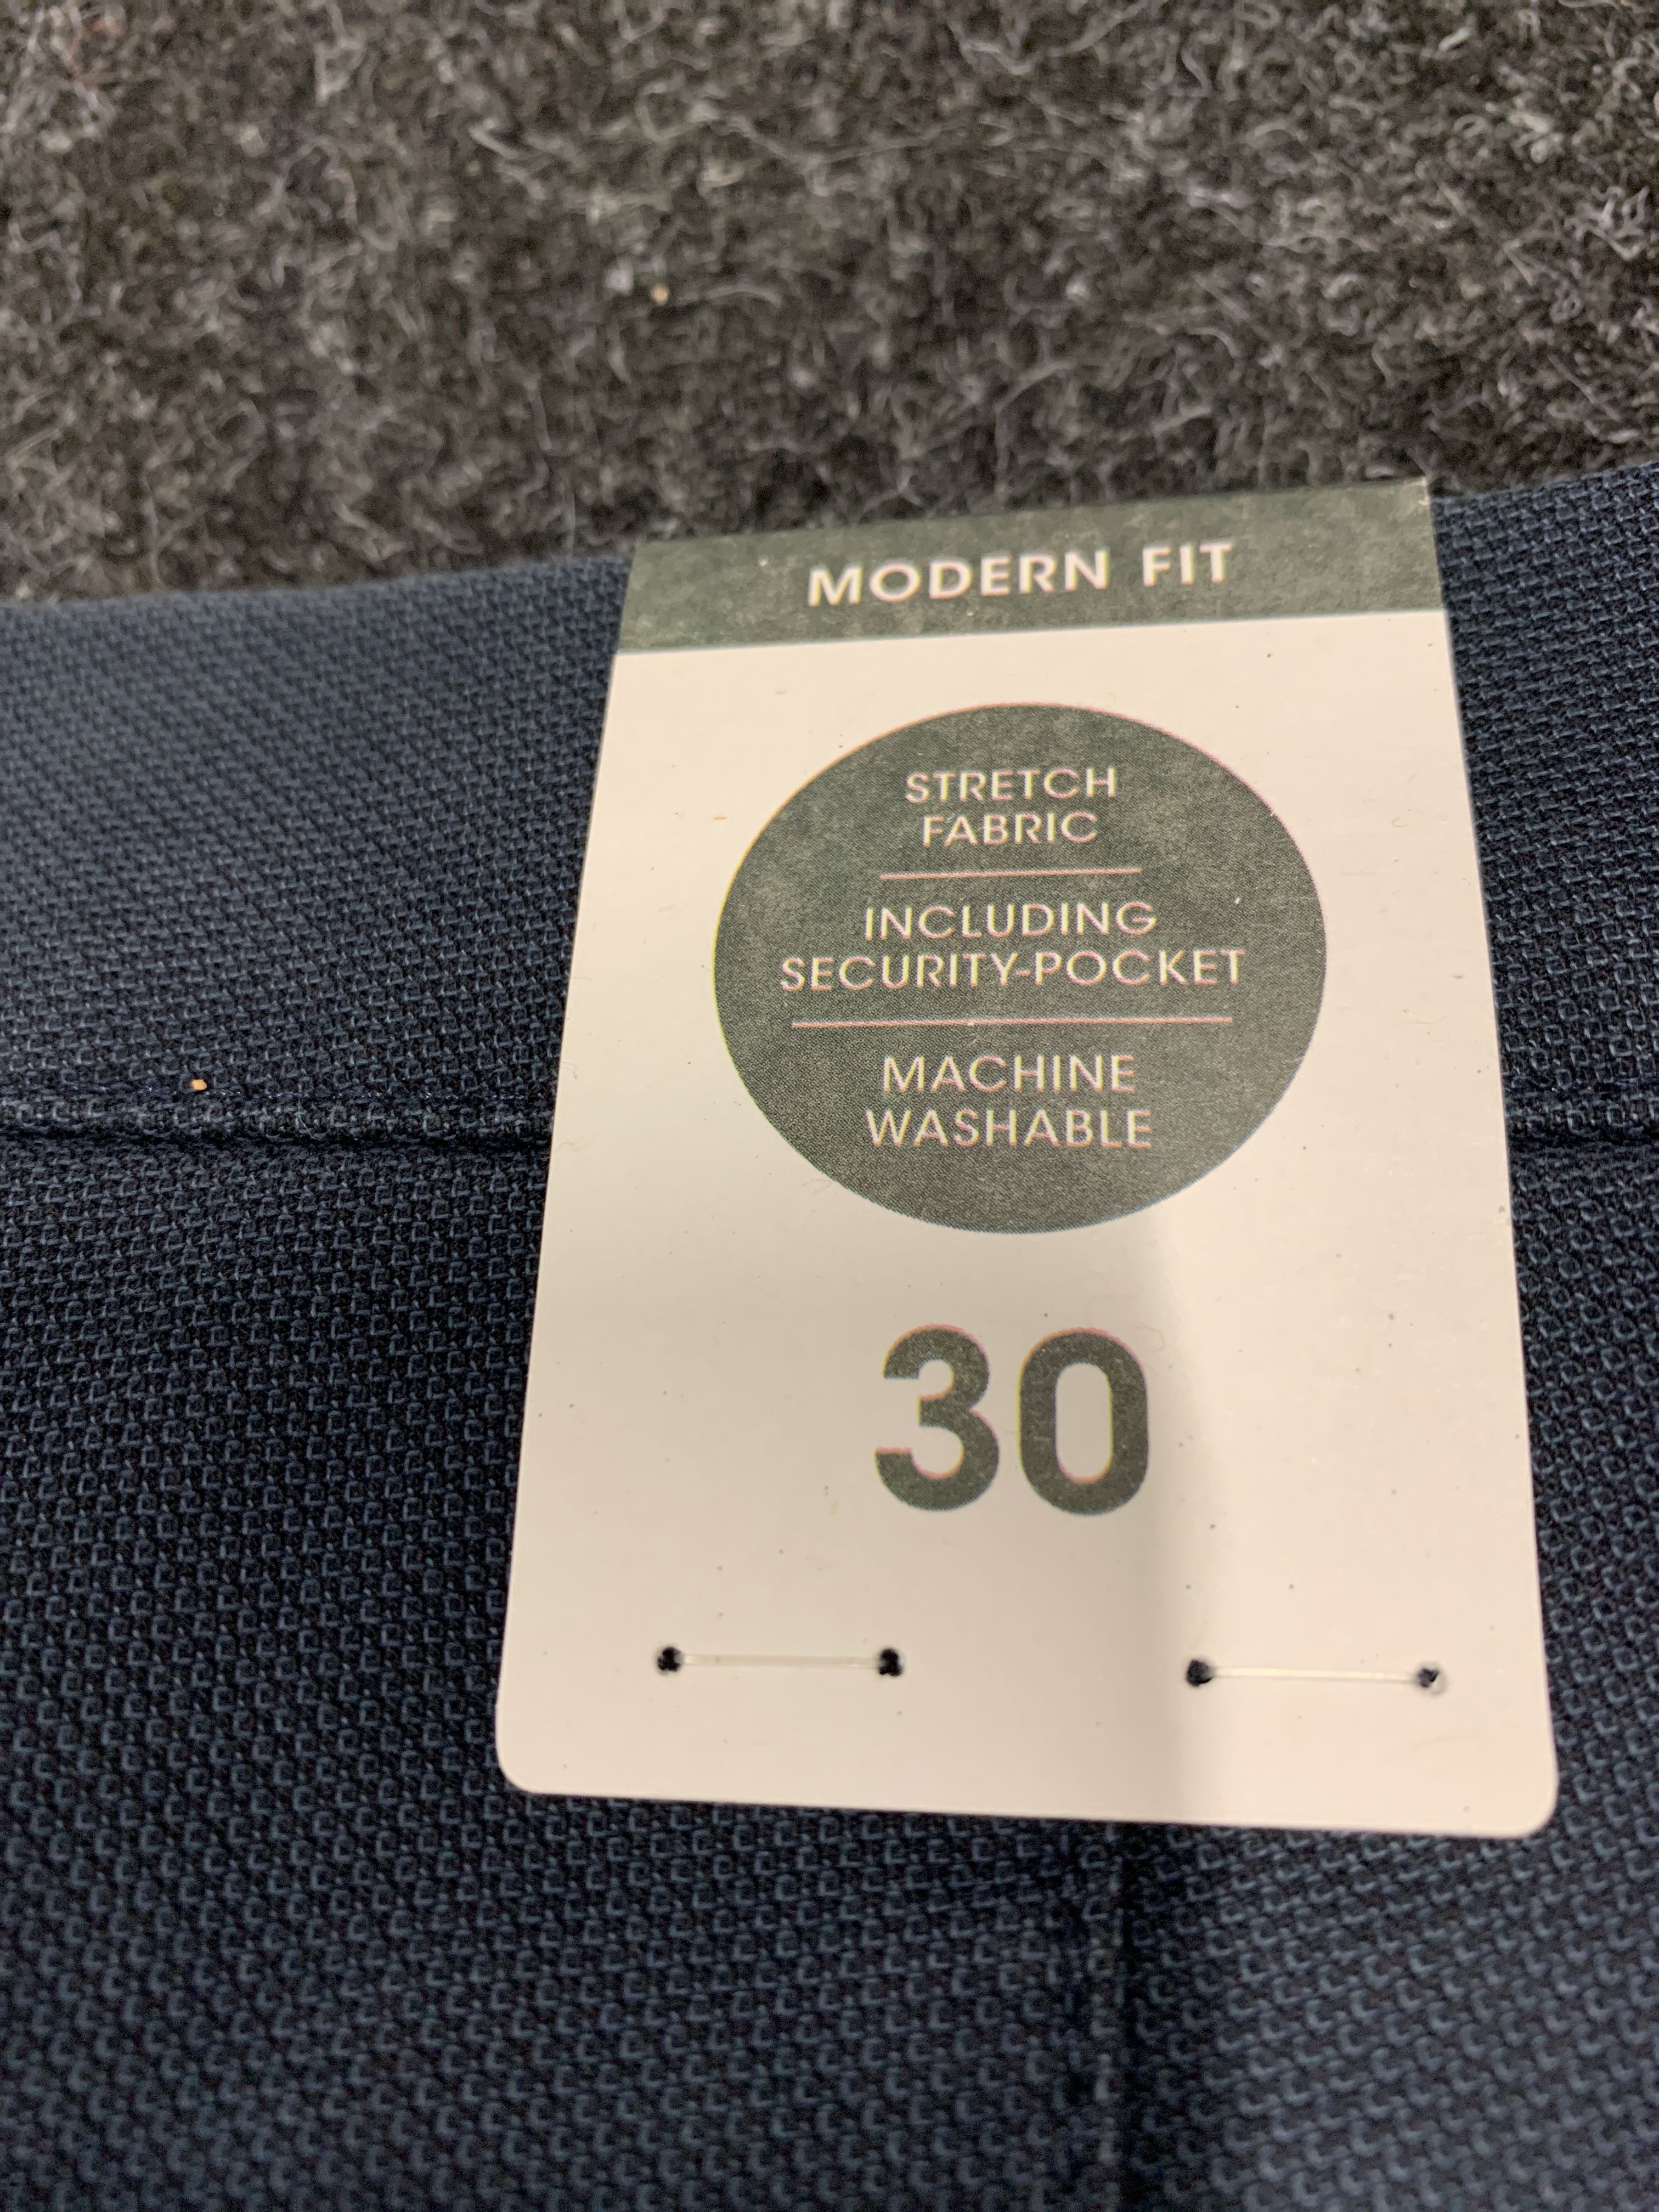 MODERN FIT
STRETCH
FABRIC
INCLUDING
SECURITY-POCKET
MACHINE
WASHABLE
30